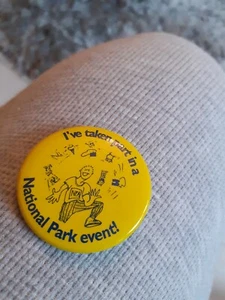 I've taken part in a
National Park event!